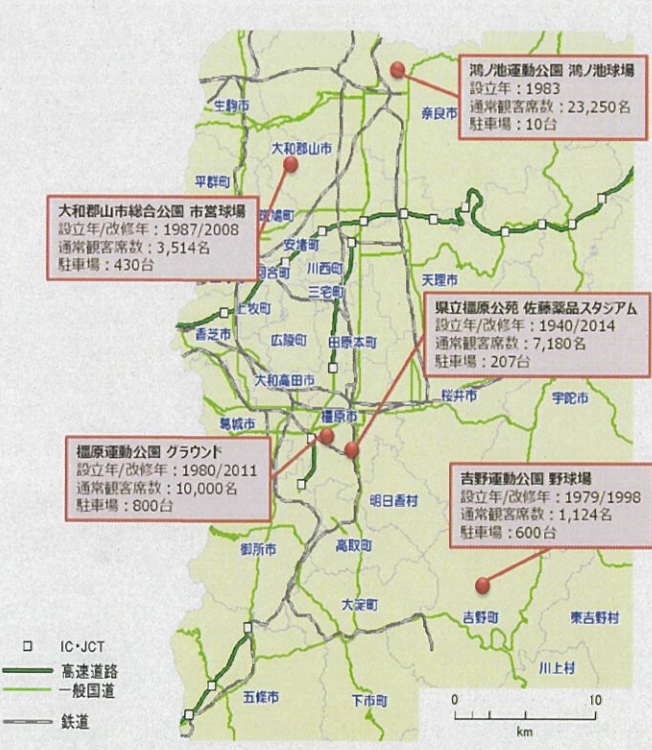 鴻ノ池運動公園 鴻ノ池球場
設立年：1983
通常観客席数：23,250名
駐車場：10台
生駒市
奈良市
大和郡山市
平群町
大和郡山市総合公園 市営球場
設立年/改修年：1987/2008
通常観客席数：3,514名
駐車場：430台
鳩町
安堵町
河合町
川西町
三宅町
天理市
上牧町
県立橿原公苑 佐藤薬品スタジアム
設立年/改修年：1940/2014
通常観客席数：7,180名
駐車場：207台
香芝市
広陵町
田原本町
大和高田市
桜井市
宇陀市
葛城市
橿原市
橿原運動公園 グラウンド
設立年/改修年：1980/2011
通常観客席数：10,000名
駐車場：800台
吉野運動公園 野球場
設立年/改修年：1979/1998
通常観客席数：1,124名
駐車場：600台
明日香村
御所市
高取町
大淀町
吉野町
東吉野村
川上村
五條市
下市町
IC・JCT
高速道路
一般国道
鉄道
0 10
km